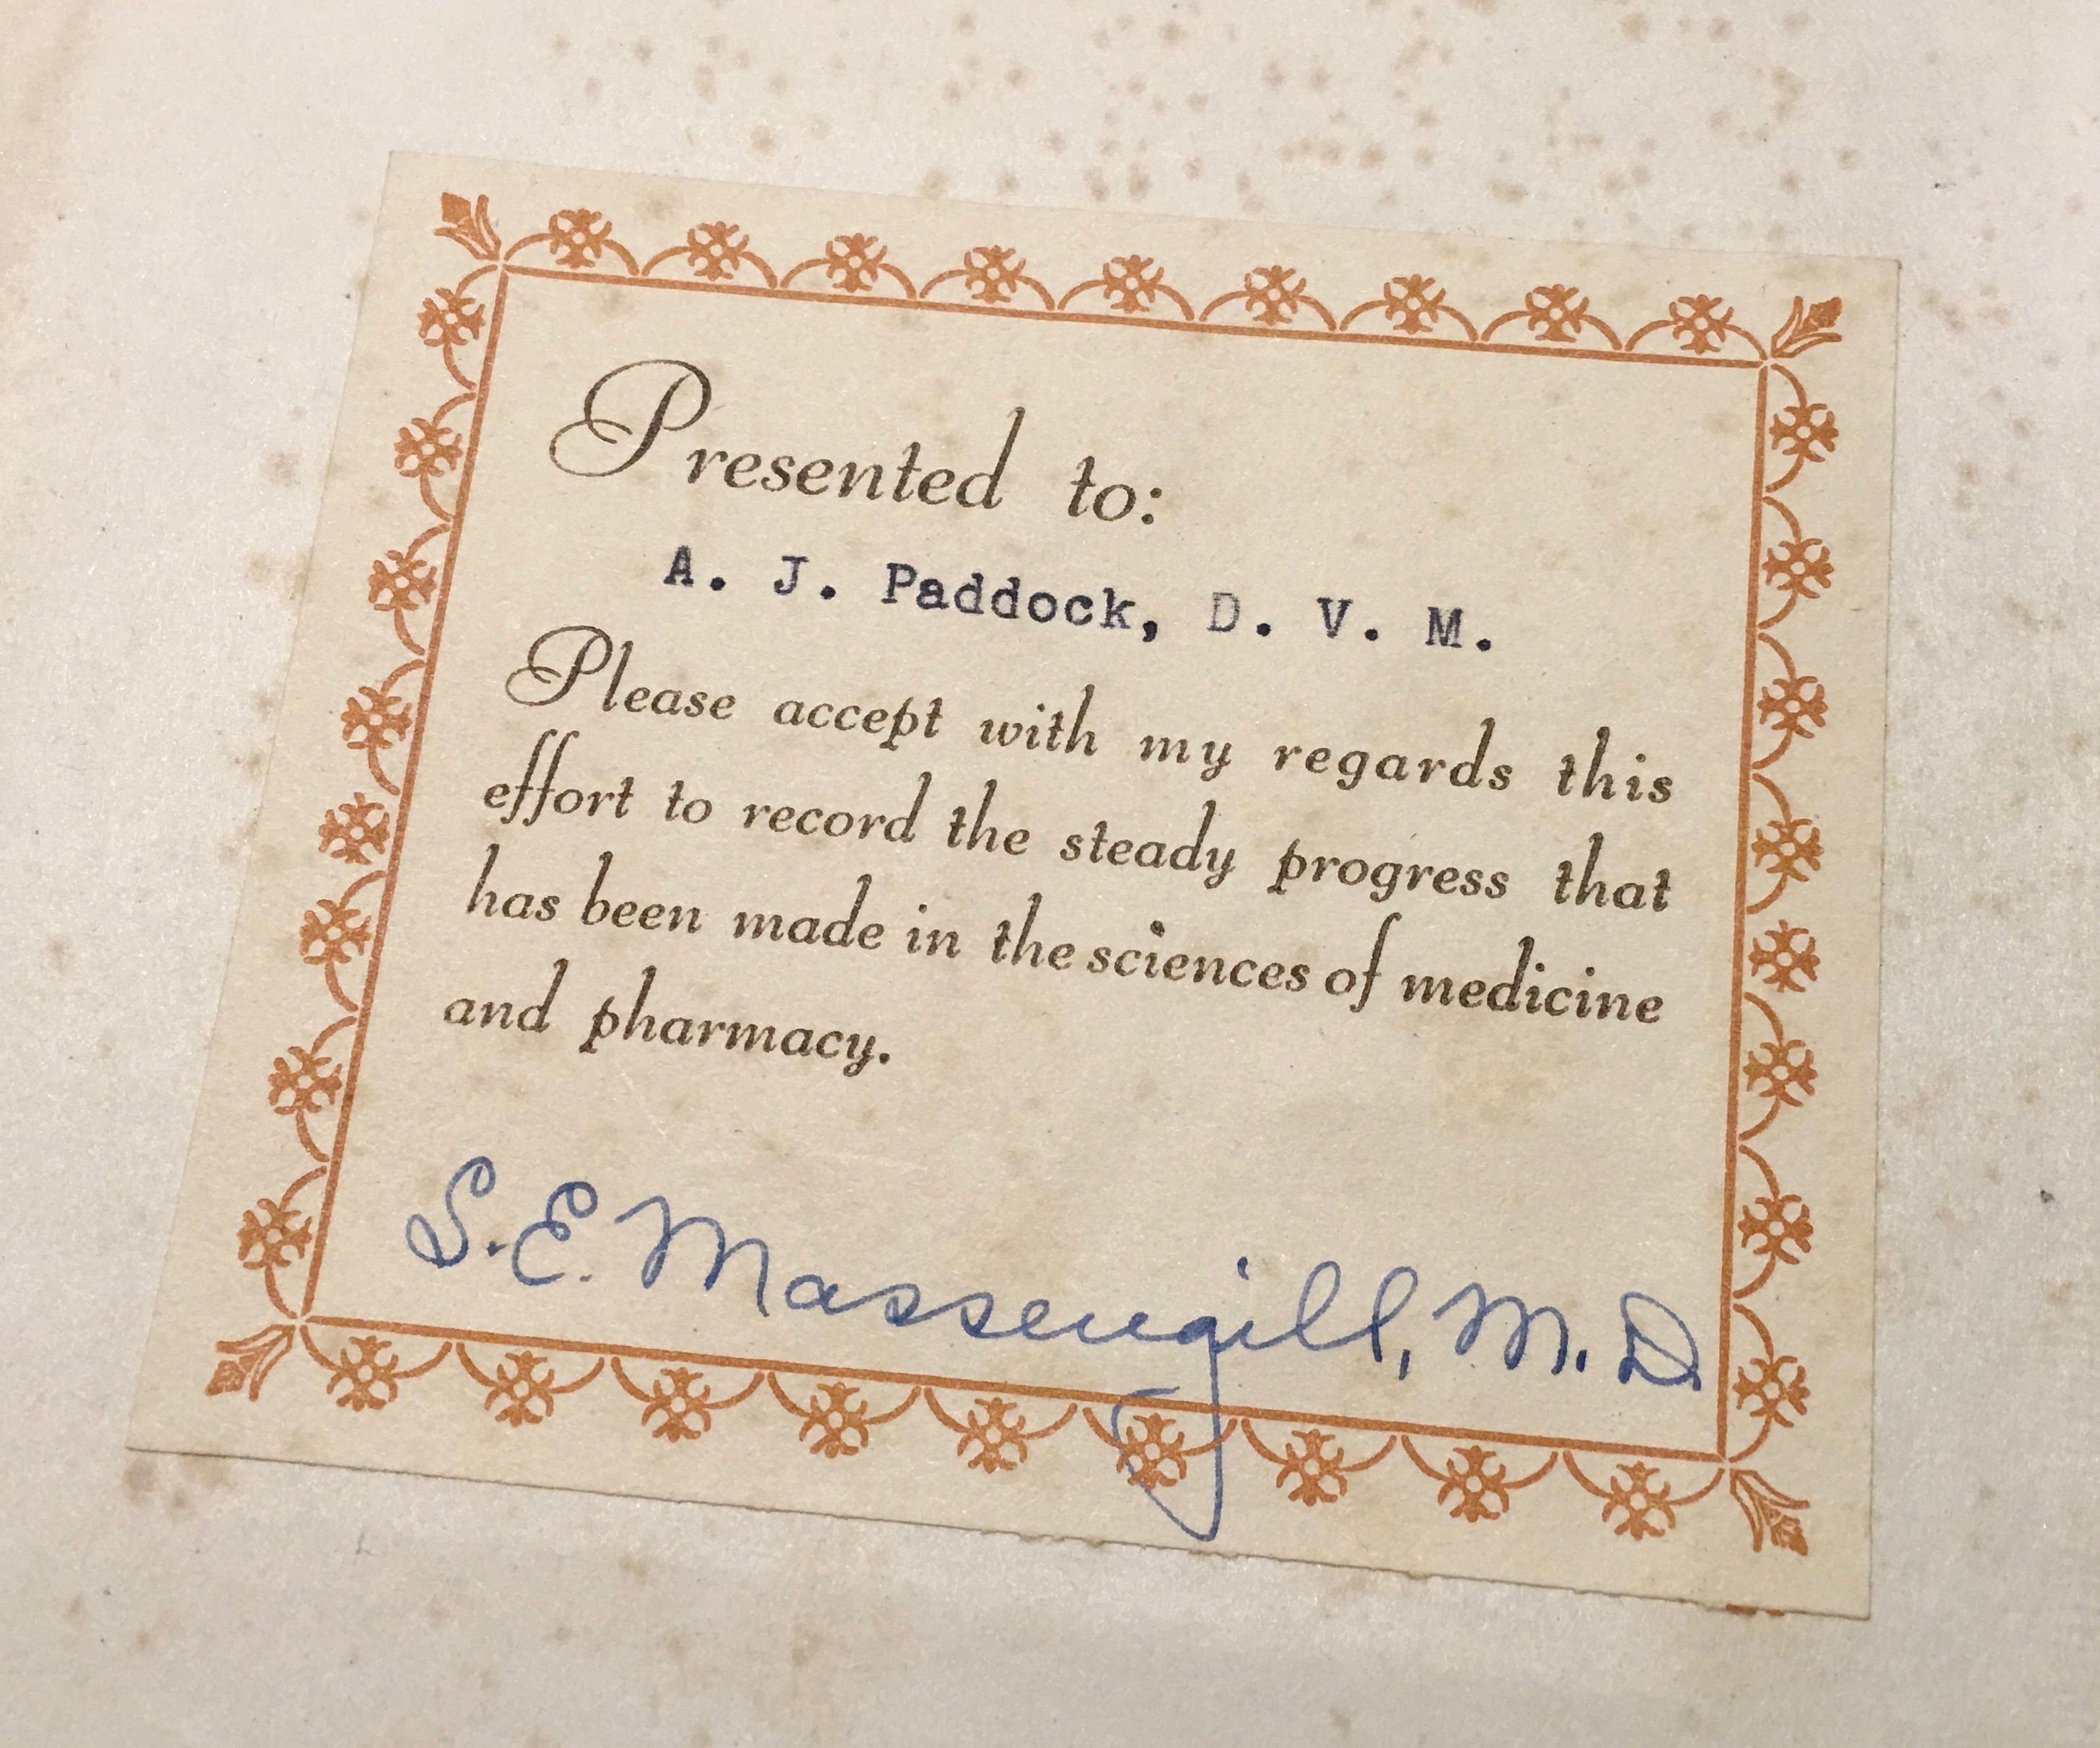 Presented to:
A. J. Paddock, D. V. M.
Please accept with my regards this
effort to record the steady progress that
has been made in the sciences of medicine
and pharmacy.
S. E. Massengill, M. D.